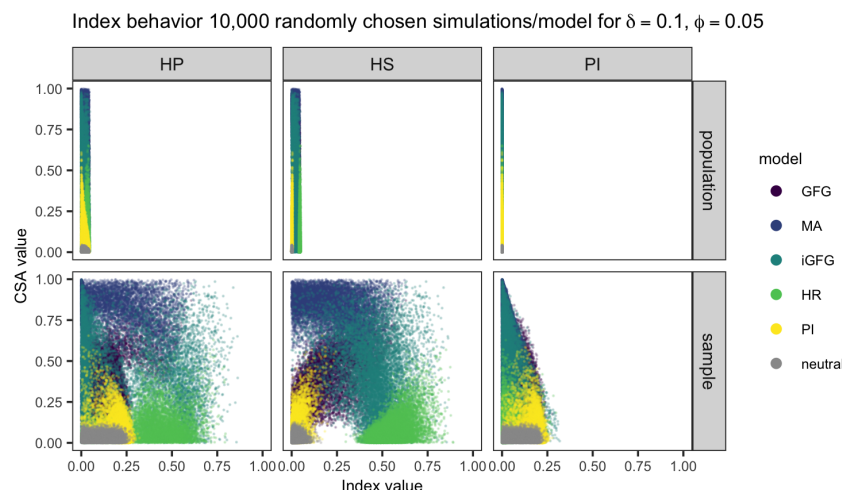 Index behavior 10,000 randomly chosen simulations/model for δ = 0.1, ϕ = 0.05
HP
HS
PI
1.00
0.75
0.50
0.25
0.00
population
1.00
0.75
0.50
0.25
0.00
sample
CSA value
0.00 0.25 0.50 0.75 1.00
0.00 0.25 0.50 0.75 1.00
0.00 0.25 0.50 0.75 1.00
Index value
model
GFG
MA
iGFG
HR
PI
neutral